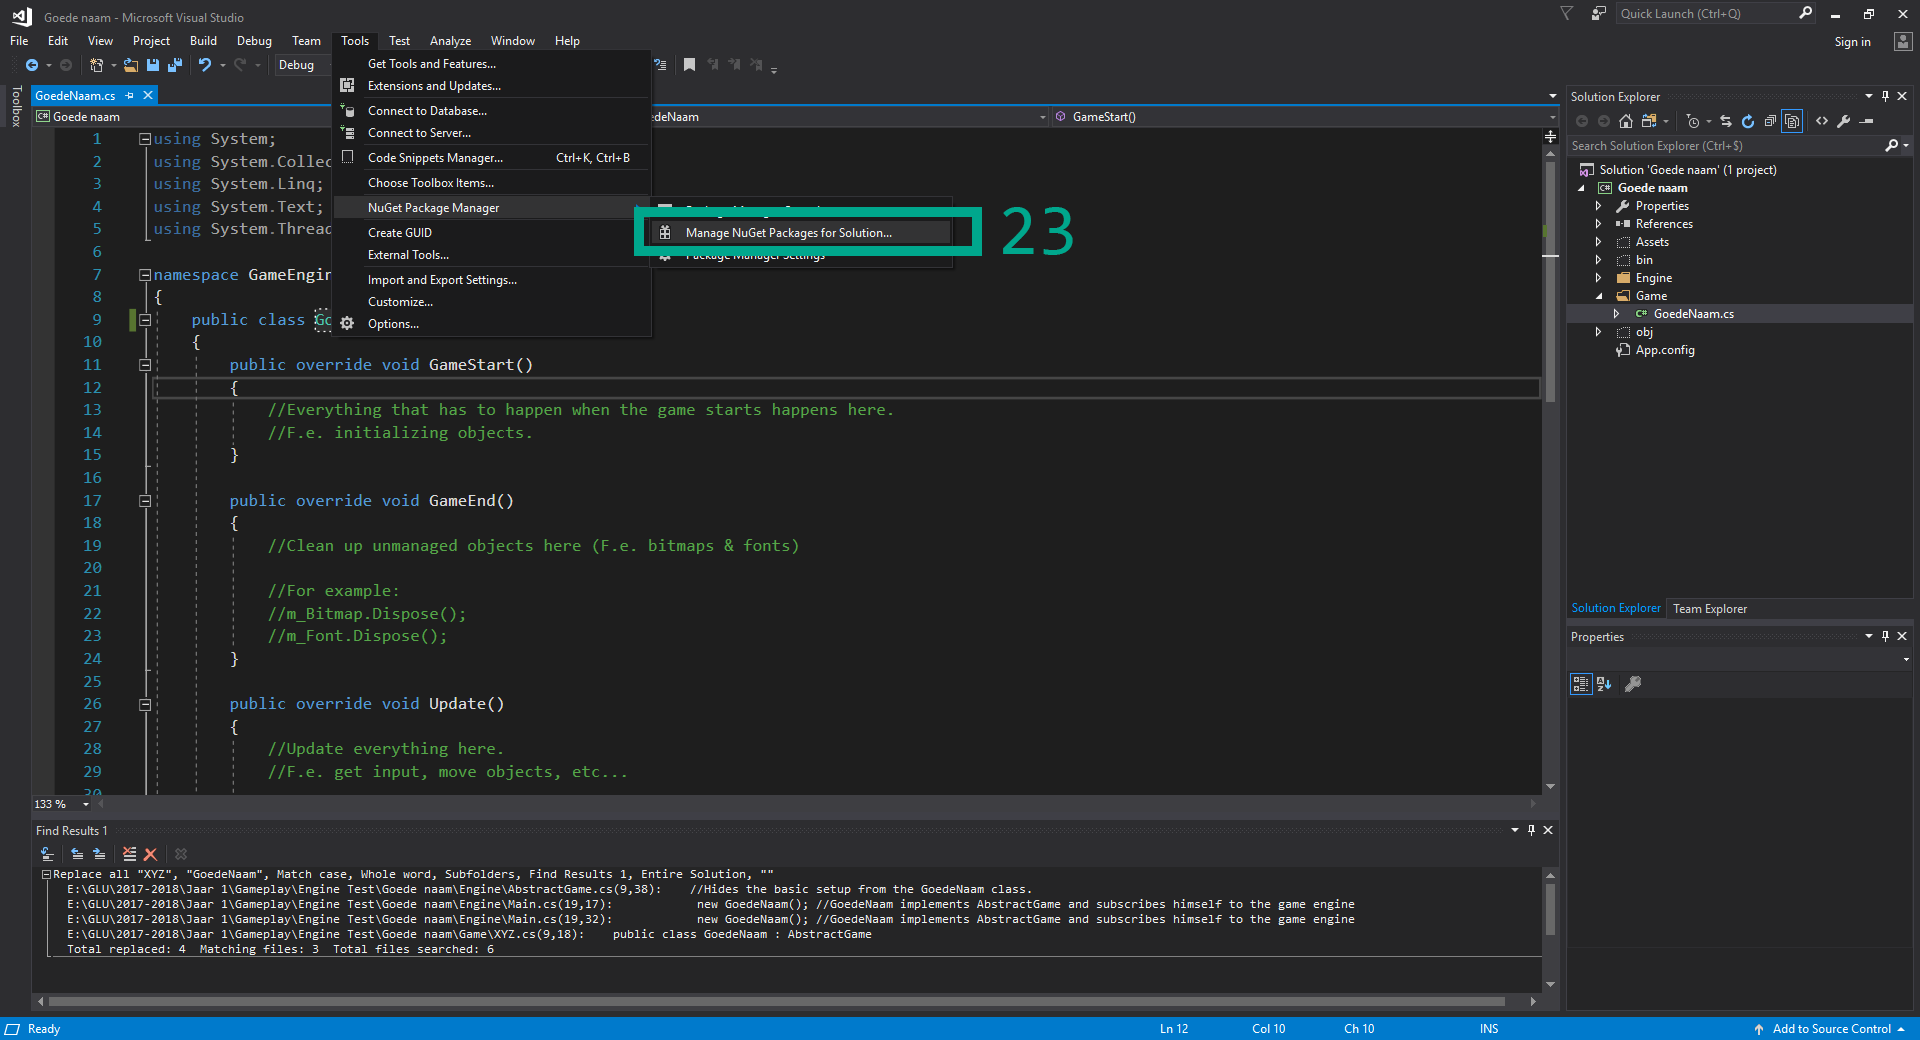 Goede naam - Microsoft Visual Studio
Quick Launch (Ctrl+Q)
File Edit View Project Build Debug Team Tools Test Analyze Window Help
Sign in
Debug
Toolbox
GoedeNaam.cs
Goede naam
edeNaam
GameStart()
Get Tools and Features...
Extensions and Updates...
Connect to Database...
Connect to Server...
Code Snippets Manager... Ctrl+K, Ctrl+B
Choose Toolbox Items...
NuGet Package Manager
Create GUID
External Tools...
Import and Export Settings...
Customize...
Options...
Manage NuGet Packages for Solution...
Package Manager Settings
23
1 using System;
2 using System.Collec
3 using System.Linq;
4 using System.Text;
5 using System.Thread
6
7 namespace GameEngin
8 {
9 public class Go
10 {
11 public override void GameStart()
12 {
13 //Everything that has to happen when the game starts happens here.
14 //F.e. initializing objects.
15 }
16
17 public override void GameEnd()
18 {
19 //Clean up unmanaged objects here (F.e. bitmaps & fonts)
20
21 //For example:
22 //m_Bitmap.Dispose();
23 //m_Font.Dispose();
24 }
25
26 public override void Update()
27 {
28 //Update everything here.
29 //F.e. get input, move objects, etc...
30
133 %
Find Results 1
Replace all "XYZ", "GoedeNaam", Match case, Whole word, Subfolders, Find Results 1, Entire Solution, ""
E:\GLU\2017-2018\Jaar 1\Gameplay\Engine Test\Goede naam\Engine\AbstractGame.cs(9,38): //Hides the basic setup from the GoedeNaam class.
E:\GLU\2017-2018\Jaar 1\Gameplay\Engine Test\Goede naam\Engine\Main.cs(19,17): new GoedeNaam(); //GoedeNaam implements AbstractGame and subscribes himself to the game engine
E:\GLU\2017-2018\Jaar 1\Gameplay\Engine Test\Goede naam\Engine\Main.cs(19,32): new GoedeNaam(); //GoedeNaam implements AbstractGame and subscribes himself to the game engine
E:\GLU\2017-2018\Jaar 1\Gameplay\Engine Test\Goede naam\Game\XYZ.cs(9,18): public class GoedeNaam : AbstractGame
Total replaced: 4 Matching files: 3 Total files searched: 6
Solution Explorer
Search Solution Explorer (Ctrl+$)
Solution 'Goede naam' (1 project)
Goede naam
Properties
References
Assets
bin
Engine
Game
GoedeNaam.cs
obj
App.config
Solution Explorer Team Explorer
Properties
Ready
Ln 12 Col 10 Ch 10 INS
Add to Source Control